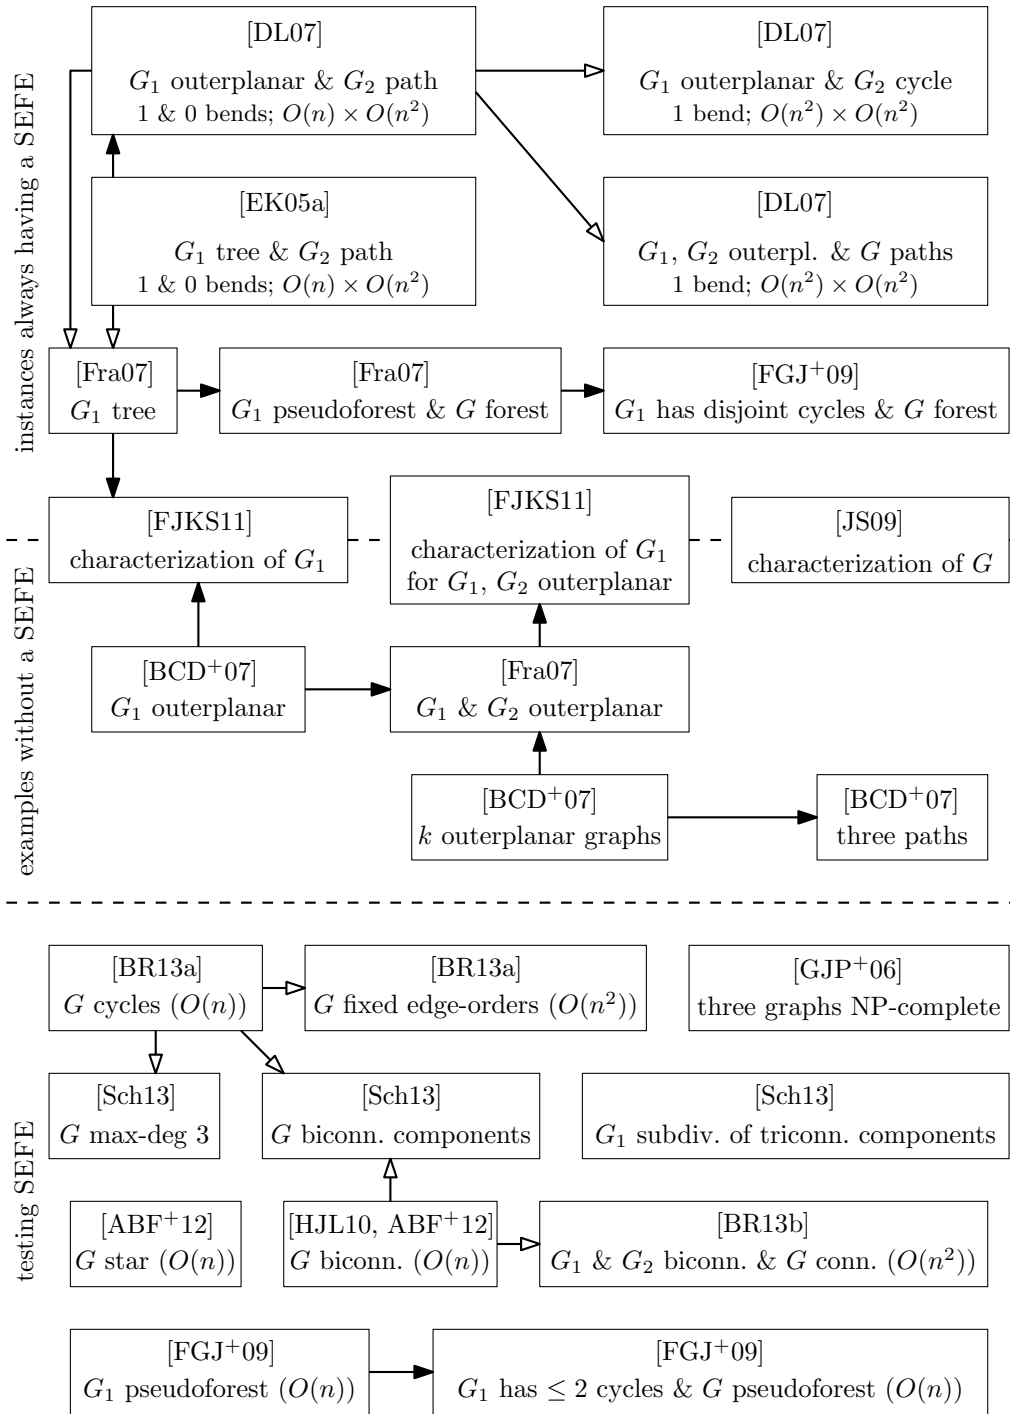 instances always having a SEFE
[DL07]
G₁ outerplanar & G₂ path
1 & 0 bends; O(n) × O(n²)
[DL07]
G₁ outerplanar & G₂ cycle
1 bend; O(n²) × O(n²)
[EK05a]
G₁ tree & G₂ path
1 & 0 bends; O(n) × O(n²)
[DL07]
G₁, G₂ outerpl. & G paths
1 bend; O(n²) × O(n²)
[Fra07]
G₁ tree
[Fra07]
G₁ pseudoforest & G forest
[FGJ⁺09]
G₁ has disjoint cycles & G forest
[FJKS11]
characterization of G₁
[FJKS11]
characterization of G₁
for G₁, G₂ outerplanar
[JS09]
characterization of G
examples without a SEFE
[BCD⁺07]
G₁ outerplanar
[Fra07]
G₁ & G₂ outerplanar
[BCD⁺07]
k outerplanar graphs
[BCD⁺07]
three paths
testing SEFE
[BR13a]
G cycles (O(n))
[BR13a]
G fixed edge-orders (O(n²))
[GJP⁺06]
three graphs NP-complete
[Sch13]
G max-deg 3
[Sch13]
G biconn. components
[Sch13]
G₁ subdiv. of triconn. components
[ABF⁺12]
G star (O(n))
[HJL10, ABF⁺12]
G biconn. (O(n))
[BR13b]
G₁ & G₂ biconn. & G conn. (O(n²))
[FGJ⁺09]
G₁ pseudoforest (O(n))
[FGJ⁺09]
G₁ has ≤ 2 cycles & G pseudoforest (O(n))